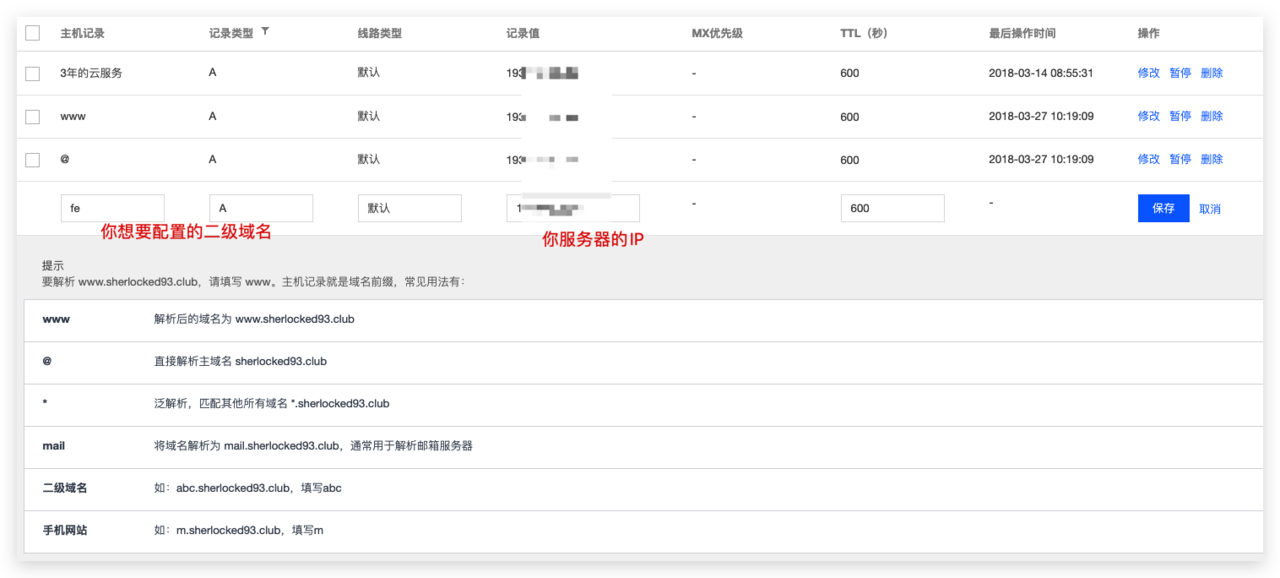 主机记录 记录类型 线路类型 记录值 MX优先级 TTL（秒） 最后操作时间 操作
3年的云服务 A 默认 193 - 600 2018-03-14 08:55:31 修改 暂停 删除
www A 默认 193 - 600 2018-03-27 10:19:09 修改 暂停 删除
@ A 默认 193 - 600 2018-03-27 10:19:09 修改 暂停 删除
fe A 默认 1 - 600 - 保存 取消
你想要配置的二级域名 你服务器的IP
提示
要解析 www.sherlocked93.club，请填写 www。主机记录就是域名前缀，常见用法有：
www 解析后的域名为 www.sherlocked93.club
@ 直接解析主域名 sherlocked93.club
* 泛解析，匹配其他所有域名 *.sherlocked93.club
mail 将域名解析为 mail.sherlocked93.club，通常用于解析邮箱服务器
二级域名 如：abc.sherlocked93.club，填写abc
手机网站 如：m.sherlocked93.club，填写m